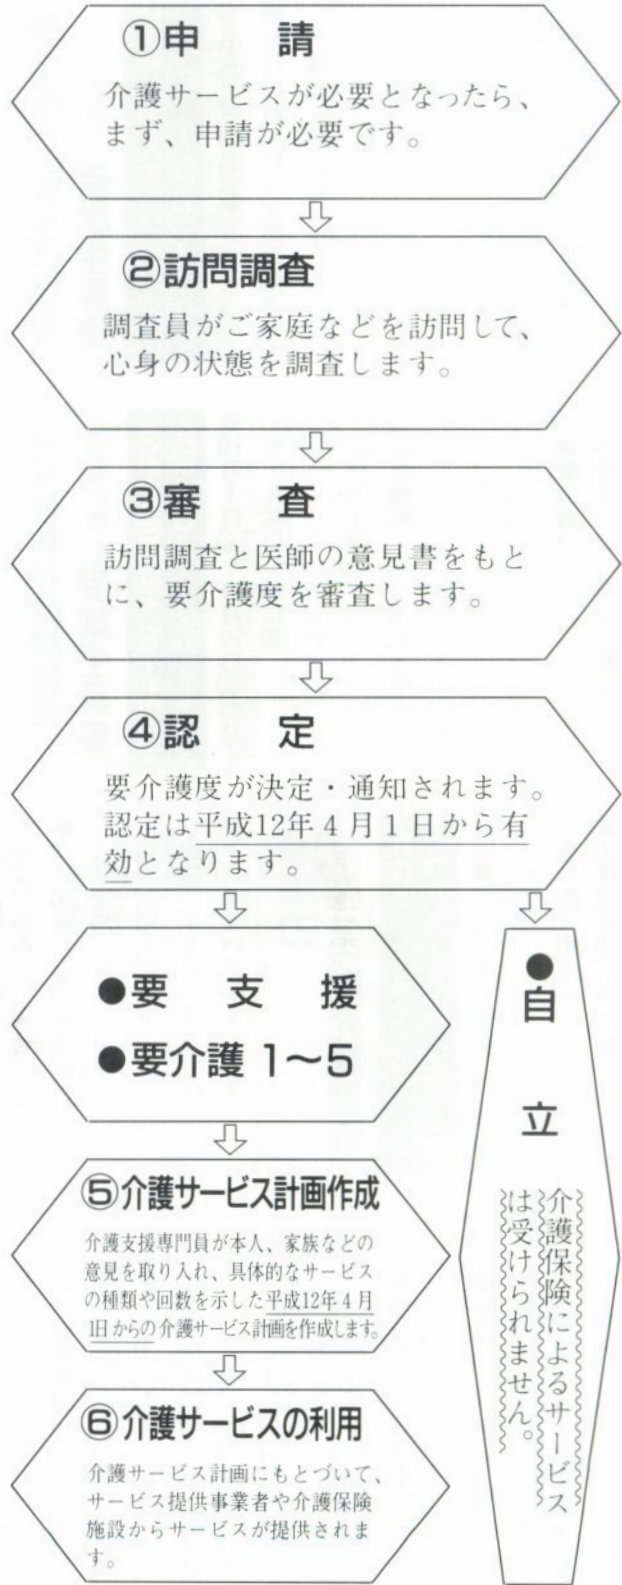 ①申　請
介護サービスが必要となったら、
まず、申請が必要です。
②訪問調査
調査員がご家庭などを訪問して、
心身の状態を調査します。
③審　査
訪問調査と医師の意見書をもと
に、要介護度を審査します。
④認　定
要介護度が決定・通知されます。
認定は平成12年4月1日から有
効となります。
●要　支　援
●要介護 1～5
⑤介護サービス計画作成
介護支援専門員が本人、家族などの
意見を取り入れ、具体的なサービス
の種類や回数を示した平成12年4月
1日からの介護サービス計画を作成します。
⑥介護サービスの利用
介護サービス計画にもとづいて、
サービス提供事業者や介護保険
施設からサービスが提供されま
す。
●自　立
介護保険によるサービス
は受けられません。